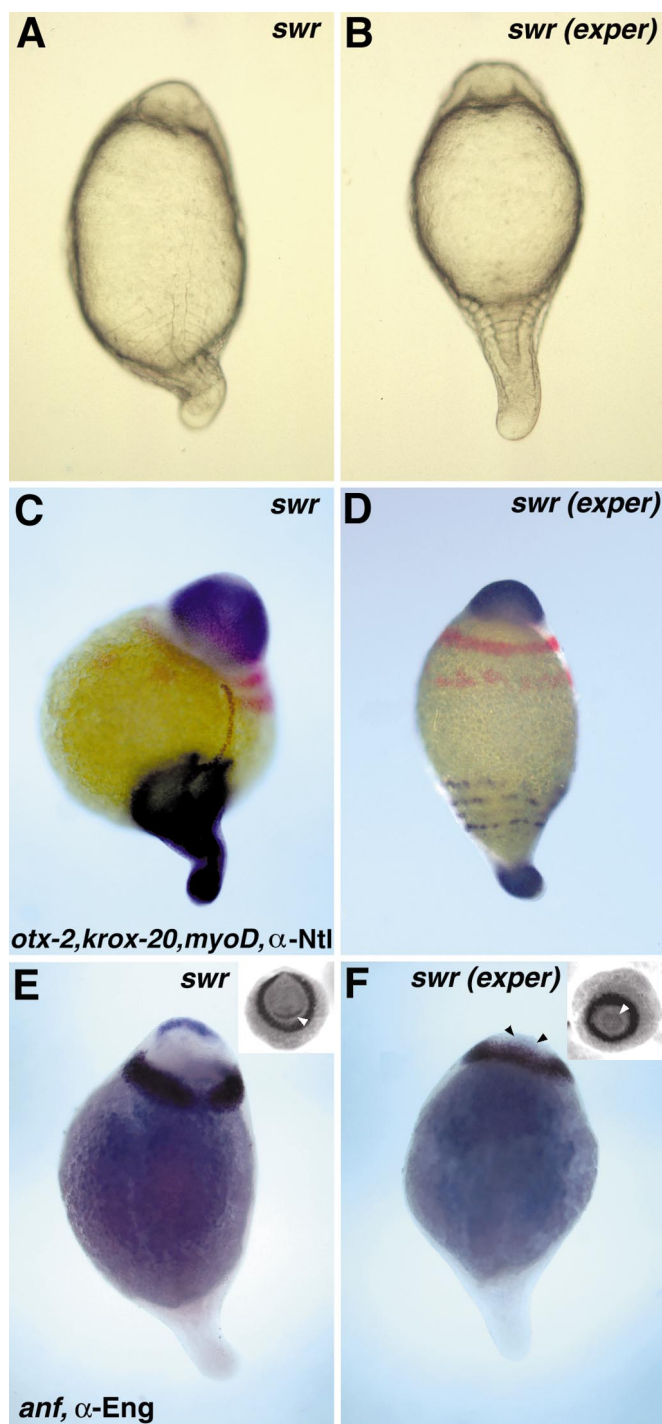 A swr
B swr (exper)
C swr
D swr (exper)
otx-2,krox-20,myoD, α-Ntl
E swr
F swr (exper)
anf, α-Eng